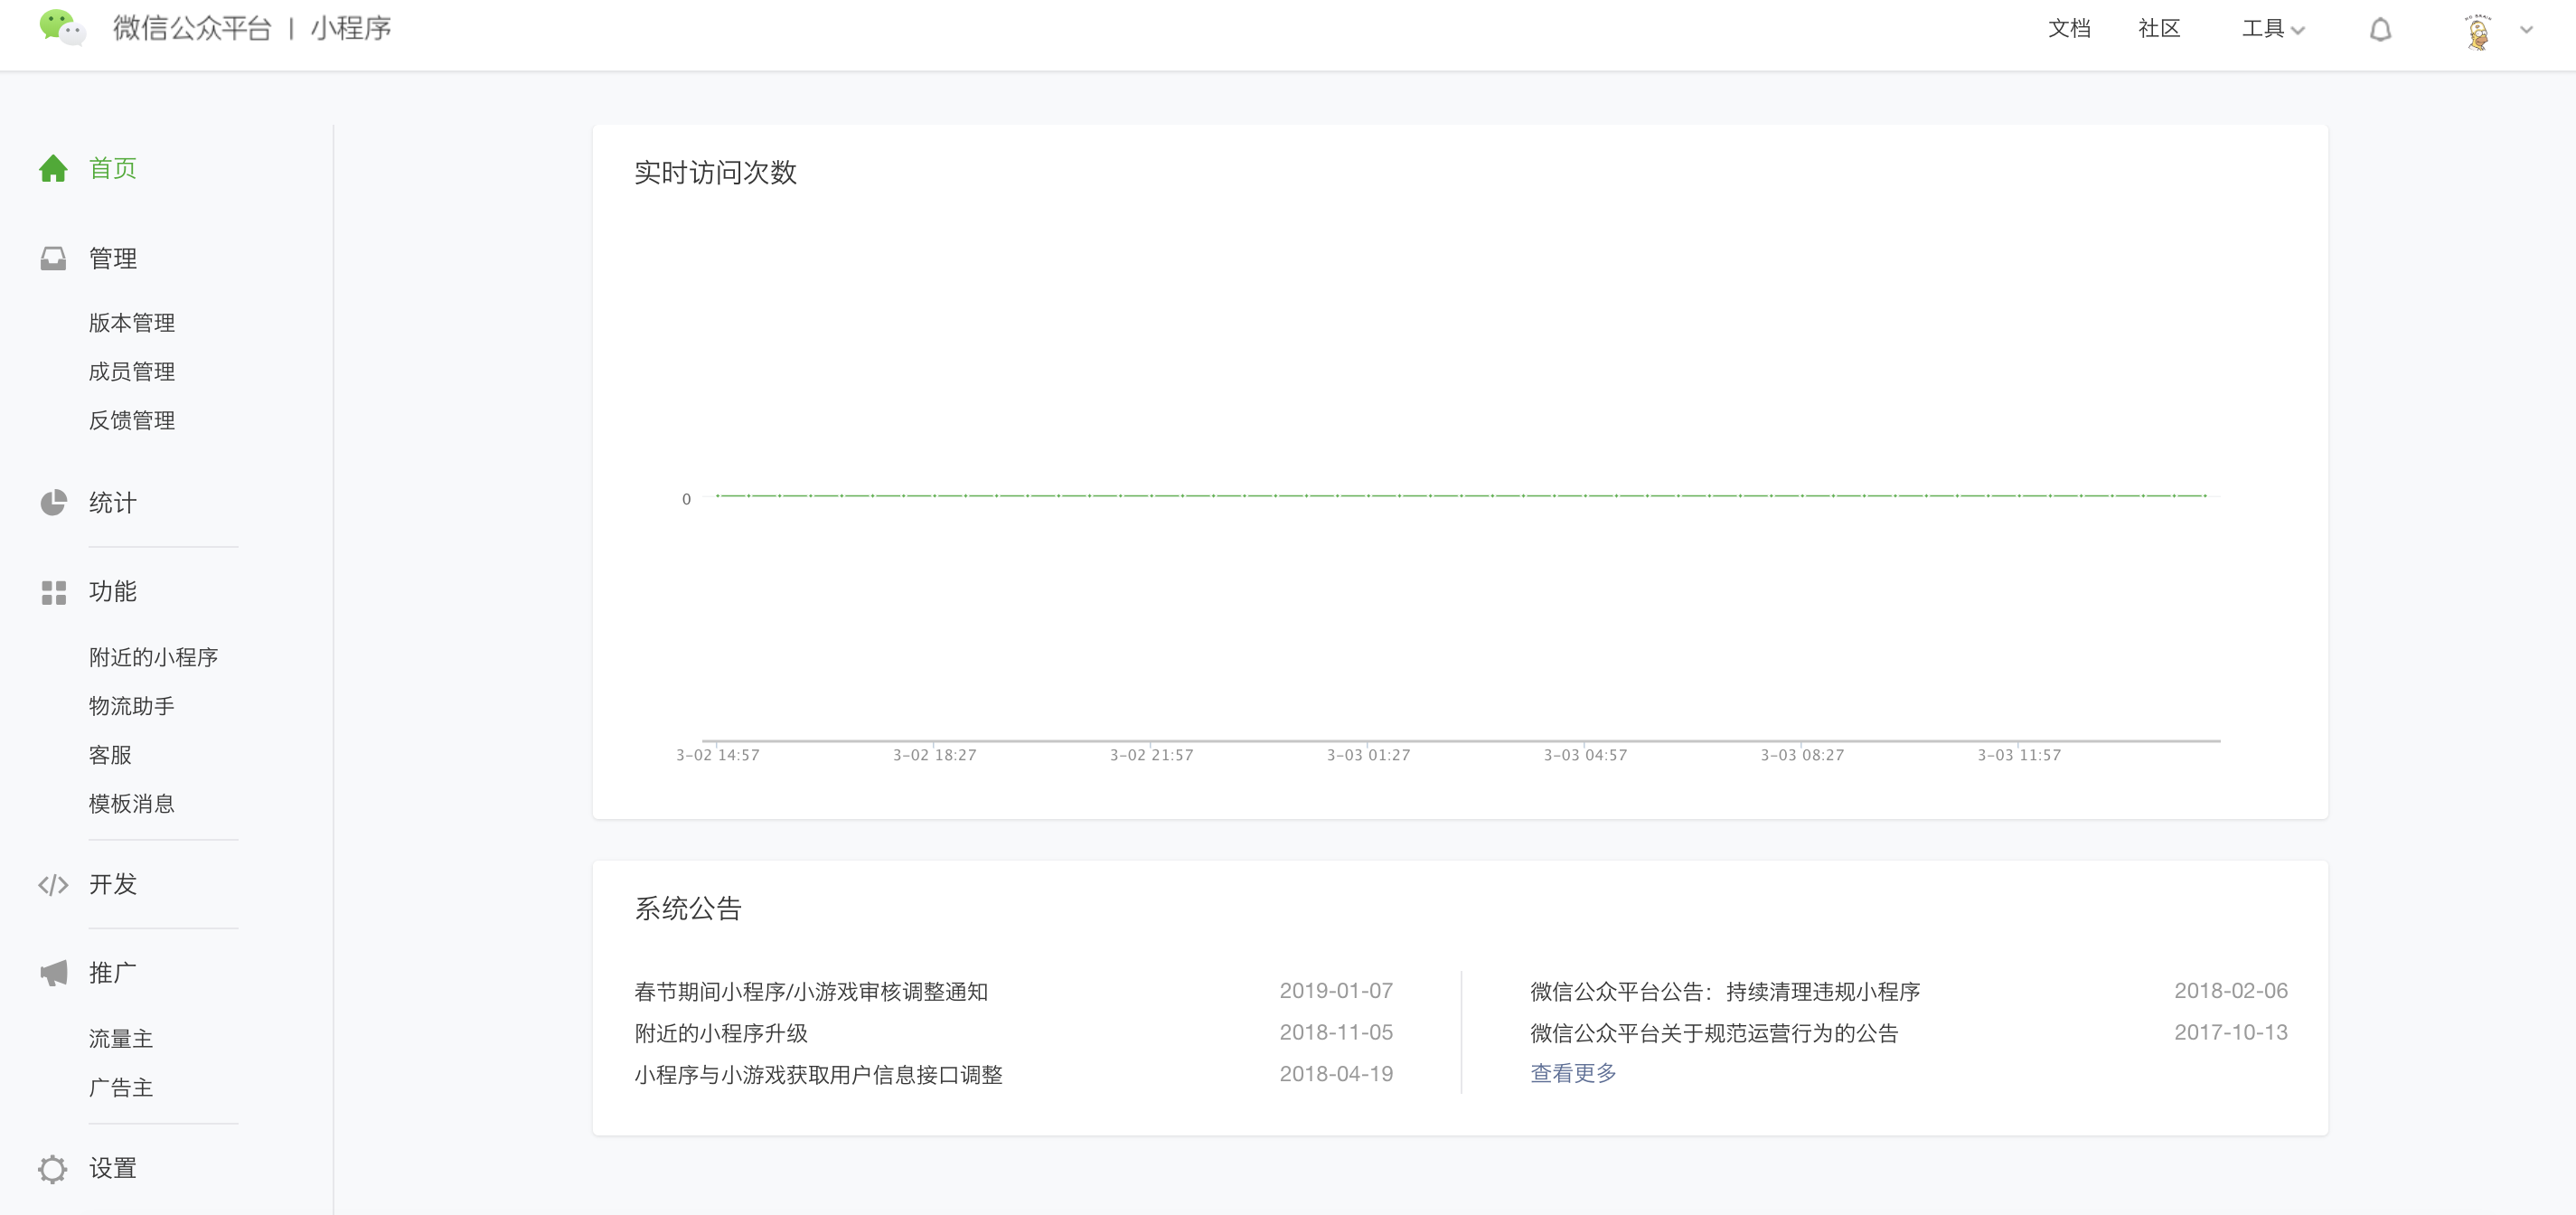 微信公众平台 | 小程序
文档 社区 工具
首页
管理
版本管理
成员管理
反馈管理
统计
功能
附近的小程序
物流助手
客服
模板消息
开发
推广
流量主
广告主
设置
实时访问次数
0
3-02 14:57 3-02 18:27 3-02 21:57 3-03 01:27 3-03 04:57 3-03 08:27 3-03 11:57
系统公告
春节期间小程序/小游戏审核调整通知 2019-01-07
附近的小程序升级 2018-11-05
小程序与小游戏获取用户信息接口调整 2018-04-19
微信公众平台公告：持续清理违规小程序 2018-02-06
微信公众平台关于规范运营行为的公告 2017-10-13
查看更多